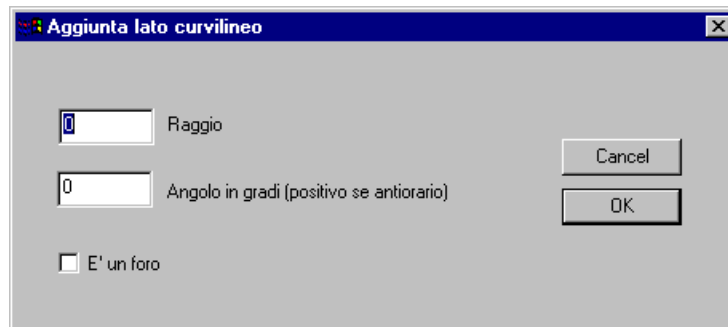 Aggiunta lato curvilineo
0 Raggio
0 Angolo in gradi (positivo se antiorario)
E' un foro
Cancel
OK